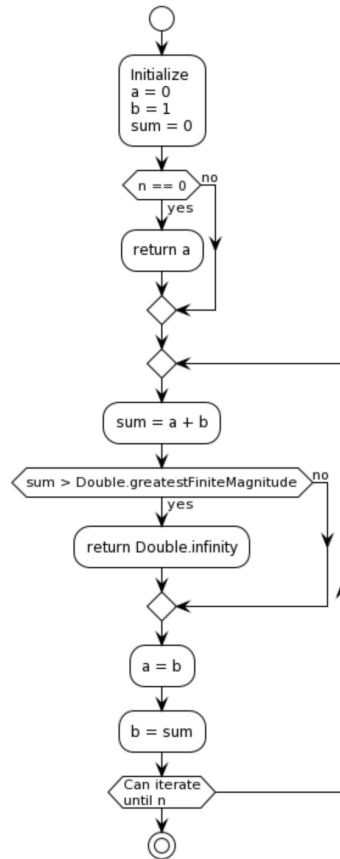 Initialize
a = 0
b = 1
sum = 0
n == 0
no
yes
return a
sum = a + b
sum > Double.greatestFiniteMagnitude
no
yes
return Double.infinity
a = b
b = sum
Can iterate
until n